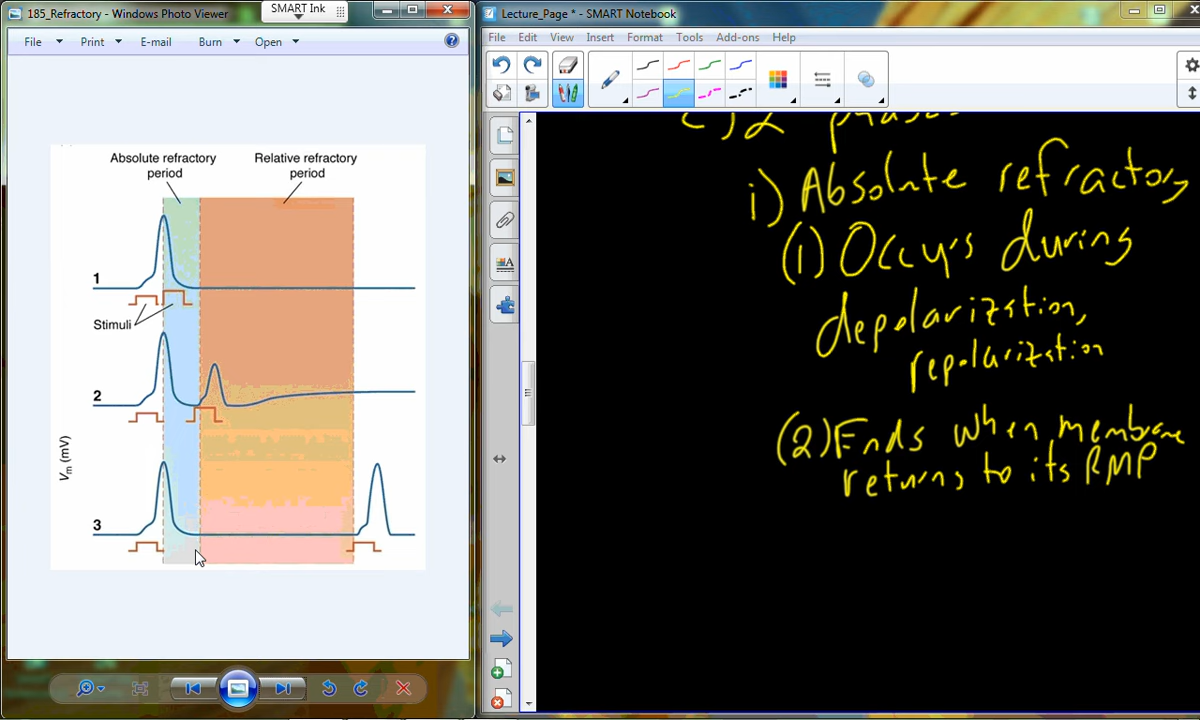 185_Refractory - Windows Photo Viewer
SMART Ink
File Print E-mail Burn Open
Absolute refractory
period
Relative refractory
period
1
Stimuli
2
Vm (mV)
3
Lecture_Page * - SMART Notebook
File Edit View Insert Format Tools Add-ons Help
c) 2 phases
i) Absolute refractory
(1) Occurs during
depolarization,
repolarization
(2) Ends when membrane
returns to its RMP